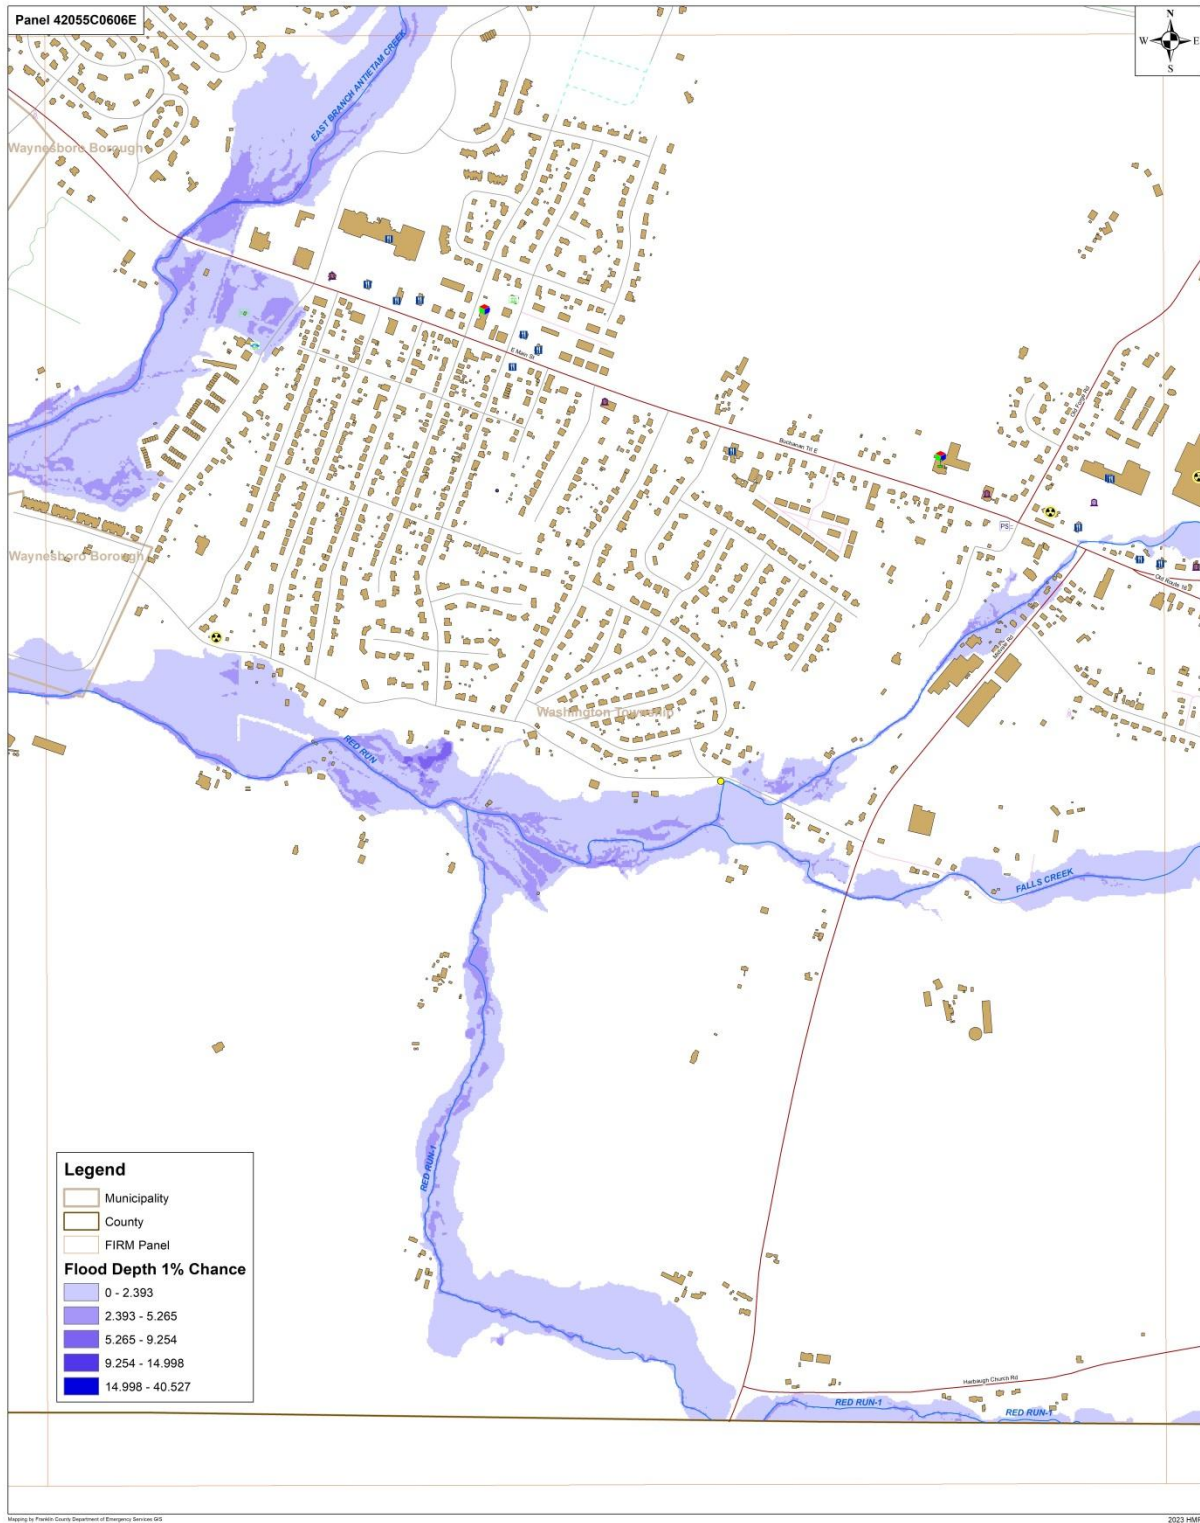 Panel 42055C0606E
N
W E
S
EAST BRANCH ANTIETAM CREEK
Waynesboro Borough
E Main St
Old Forge Rd
Buchanan Trl E
PS
Waynesboro Borough
Old Route 16
Midvale Rd
Washington Township
RED RUN
FALLS CREEK
RED RUN-1
Legend
Municipality
County
FIRM Panel
Flood Depth 1% Chance
0 - 2.393
2.393 - 5.265
5.265 - 9.254
9.254 - 14.998
14.998 - 40.527
Harbaugh Church Rd
RED RUN-1
RED RUN-1
Mapping by Franklin County Department of Emergency Services GIS
2023 HMP